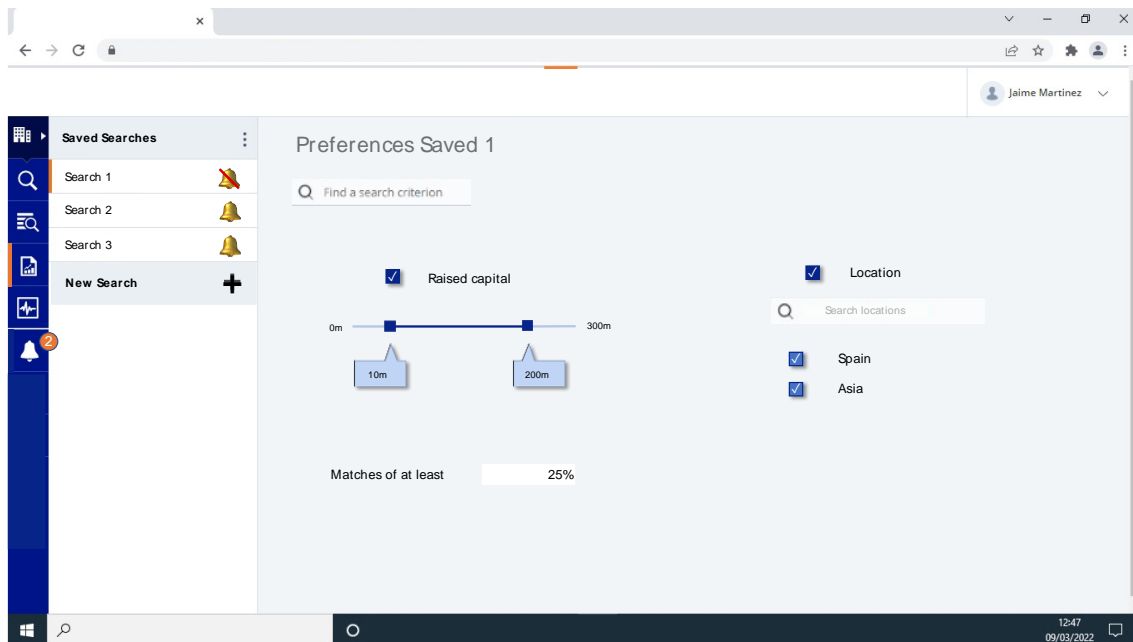 Jaime Martinez
Saved Searches
Search 1
Search 2
Search 3
New Search
2
Preferences Saved 1
Find a search criterion
Raised capital
0m
300m
10m
200m
Location
Search locations
Spain
Asia
Matches of at least 25%
12:47
09/03/2022